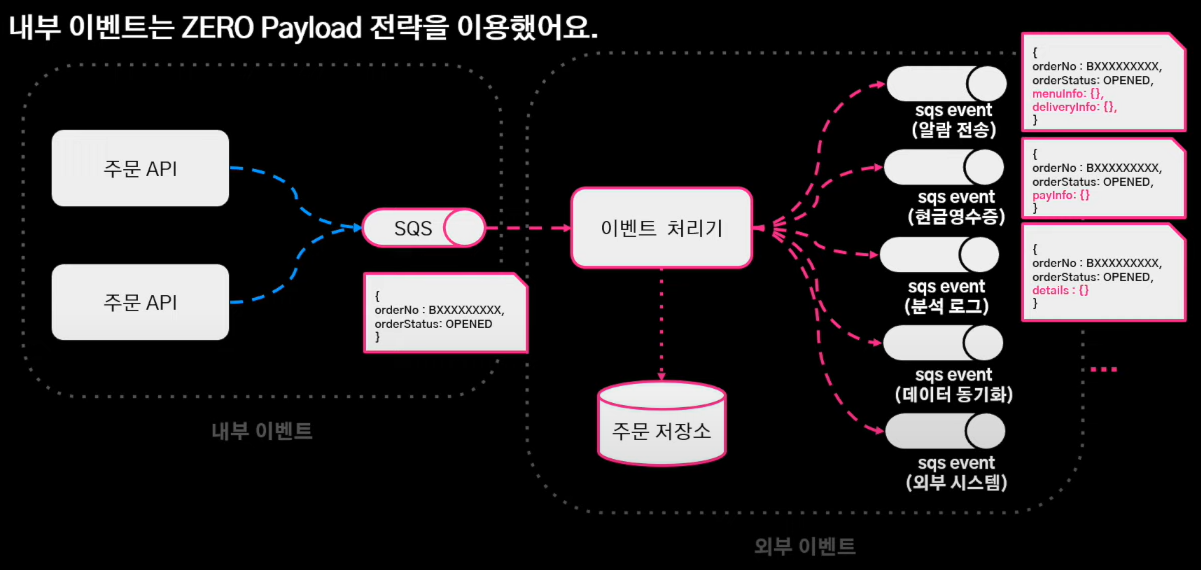 내부 이벤트는 ZERO Payload 전략을 이용했어요.
주문 API
주문 API
SQS
{
orderNo : BXXXXXXXXX,
orderStatus: OPENED
}
내부 이벤트
이벤트 처리기
주문 저장소
sqs event
(알람 전송)
{
orderNo : BXXXXXXXXX,
orderStatus: OPENED,
menuInfo: {},
deliveryInfo: {},
}
sqs event
(현금영수증)
{
orderNo : BXXXXXXXXX,
orderStatus: OPENED,
payInfo: {}
}
sqs event
(분석 로그)
{
orderNo : BXXXXXXXXX,
orderStatus: OPENED,
details : {}
}
sqs event
(데이터 동기화)
...
sqs event
(외부 시스템)
외부 이벤트